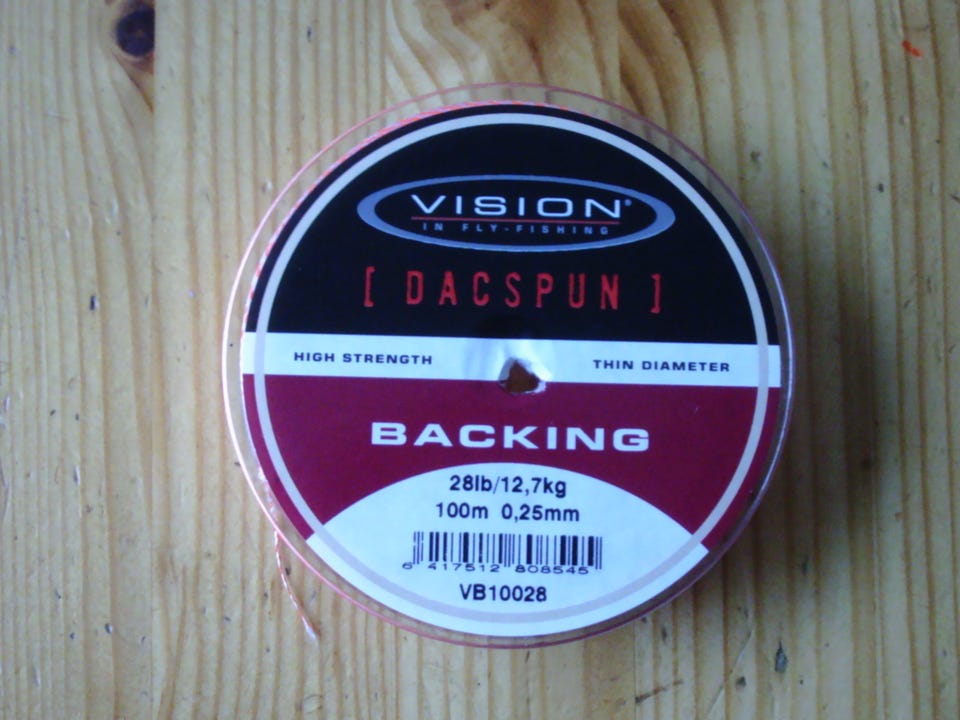 VISION®
IN FLY-FISHING
[ DACSPUN ]
HIGH STRENGTH THIN DIAMETER
BACKING
28lb/12,7kg
100m 0,25mm
6 417512 808545
VB10028